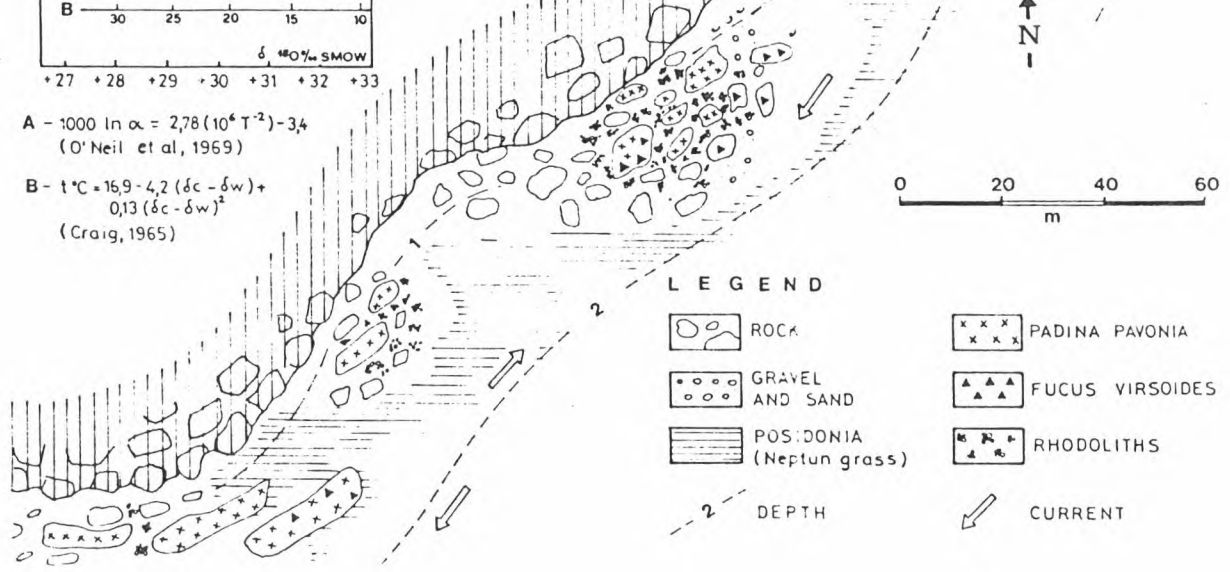 B 30 25 20 15 10
δ ¹⁸O‰ SMOW
+27 +28 +29 +30 +31 +32 +33
A - 1000 ln α = 2,78 (10⁶ T⁻²) - 3,4
(O'Neil et al, 1969)
B - t °C = 16,9 - 4,2 (δc - δw) +
0,13 (δc - δw)²
(Craig, 1965)
N
0 20 40 60
m
1
2
LEGEND
ROCK
GRAVEL
AND SAND
POSIDONIA
(Neptun grass)
2 DEPTH
PADINA PAVONIA
FUCUS VIRSOIDES
RHODOLITHS
CURRENT